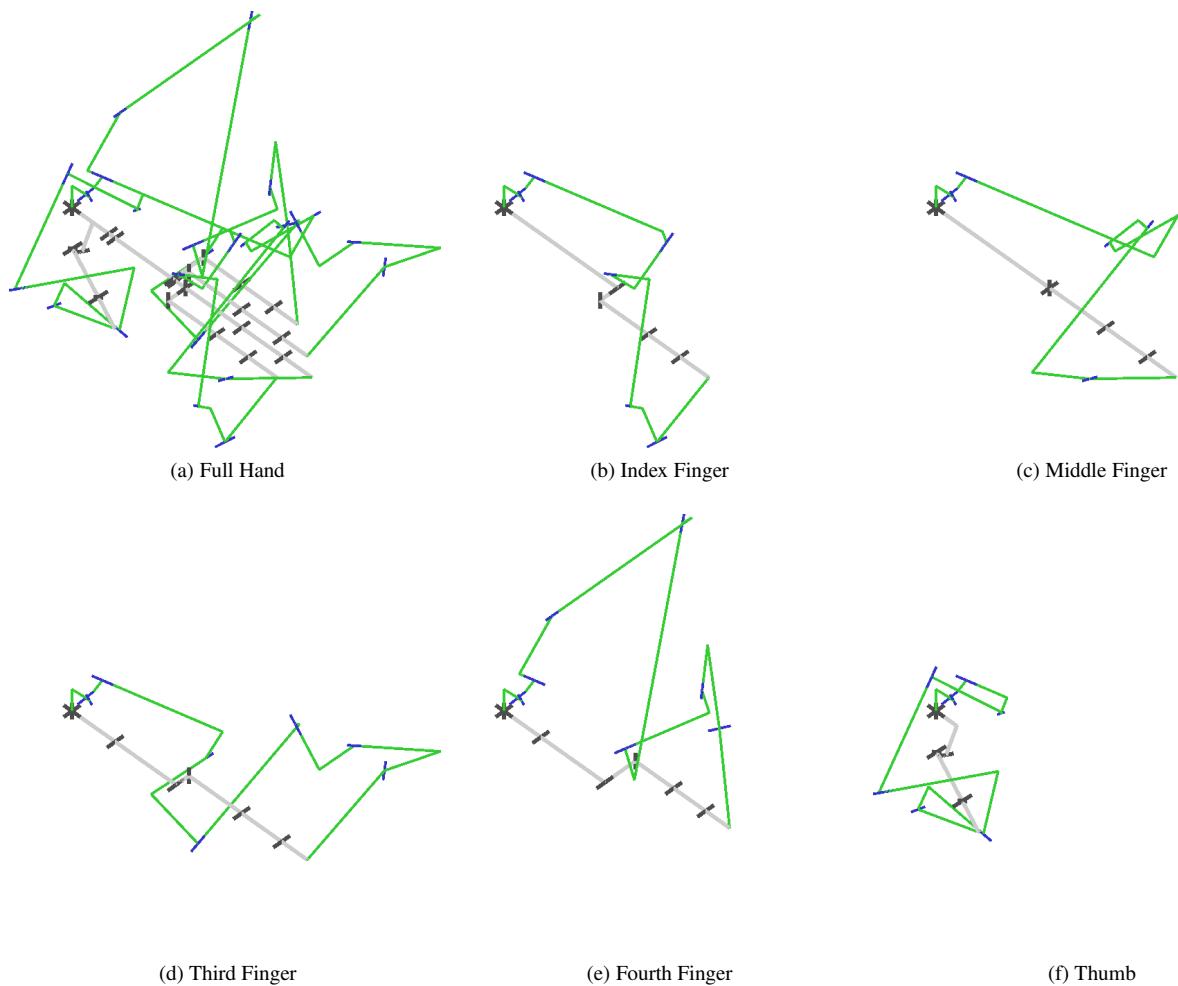 (a) Full Hand
(b) Index Finger
(c) Middle Finger
(d) Third Finger
(e) Fourth Finger
(f) Thumb